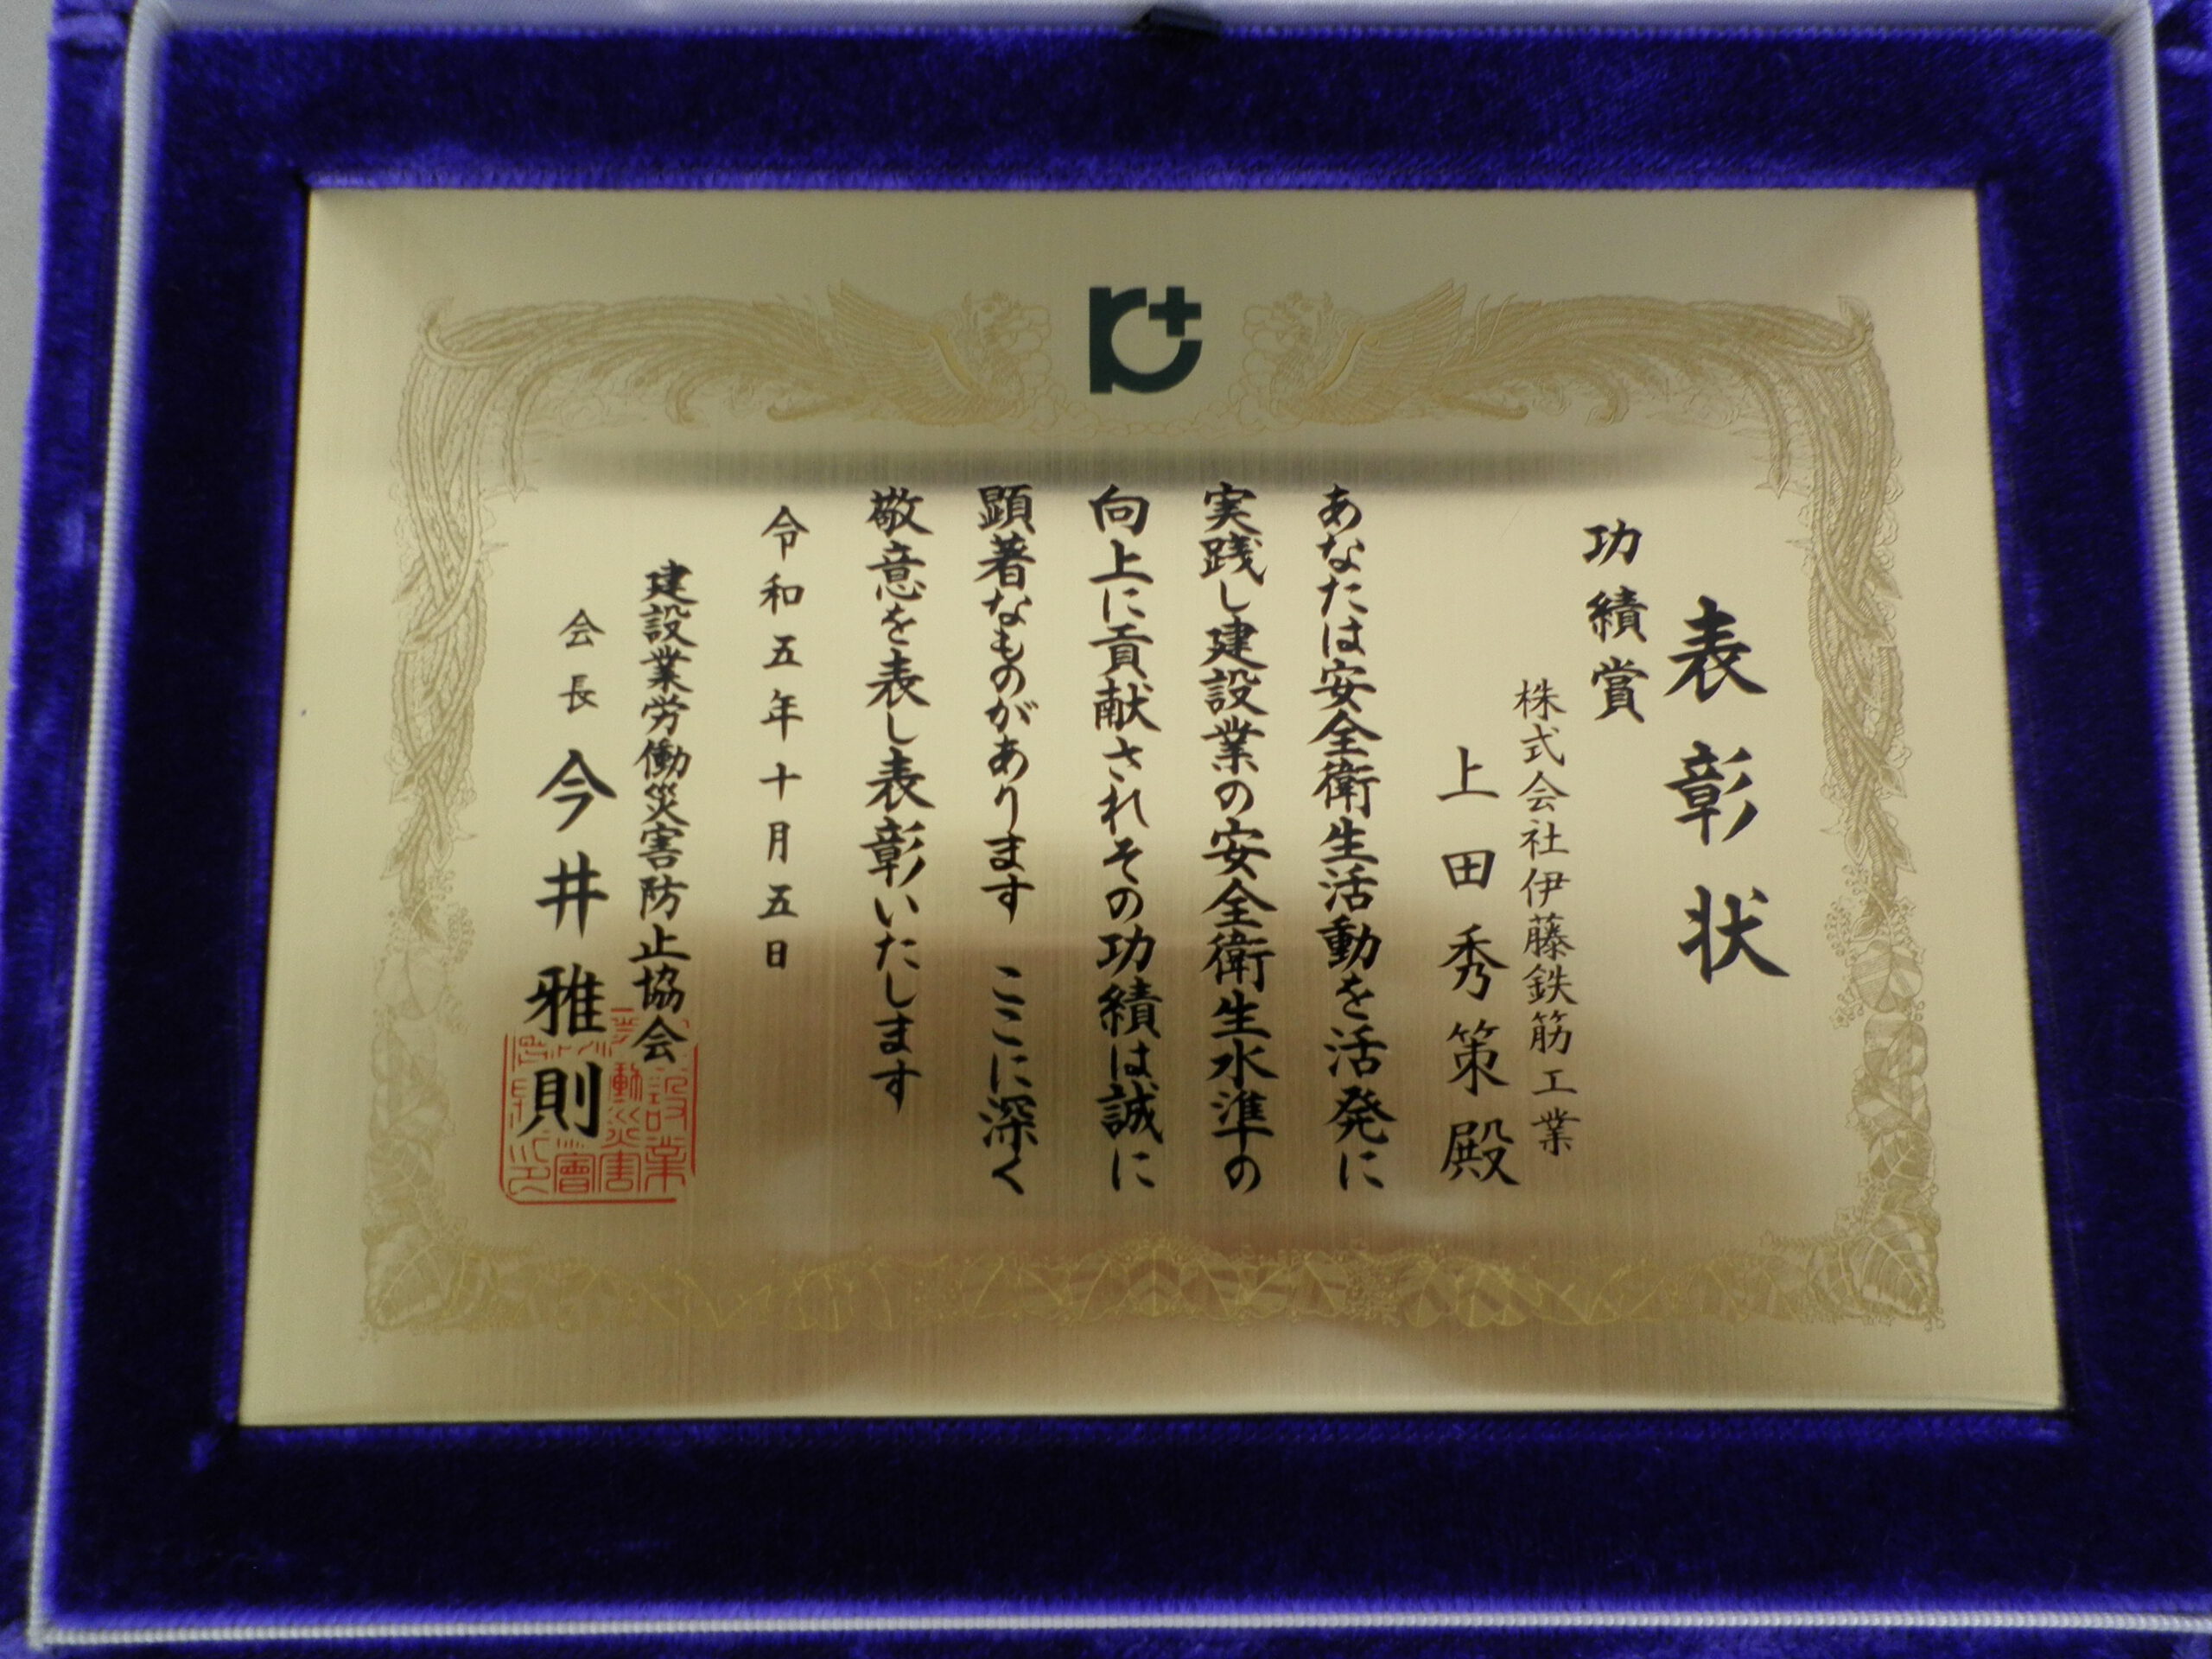 表彰状
功績賞
株式会社伊藤鉄筋工業
上田秀策殿
あなたは安全衛生活動を活発に
実践し建設業の安全衛生水準の
向上に貢献されその功績は誠に
顕著なものがあります ここに深く
敬意を表し表彰いたします
令和五年十月五日
建設業労働災害防止協会
会長 今井雅則